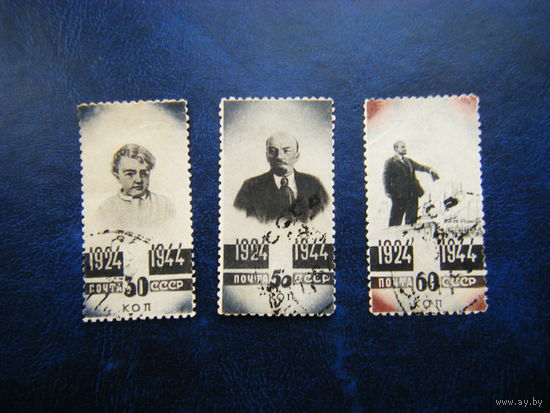 1924 1944
ПОЧТА 30 СССР
КОП
1924 1944
ПОЧТА 50 СССР
КОП
1924 1944
ПОЧТА 60 СССР
КОП
© www.ay.by